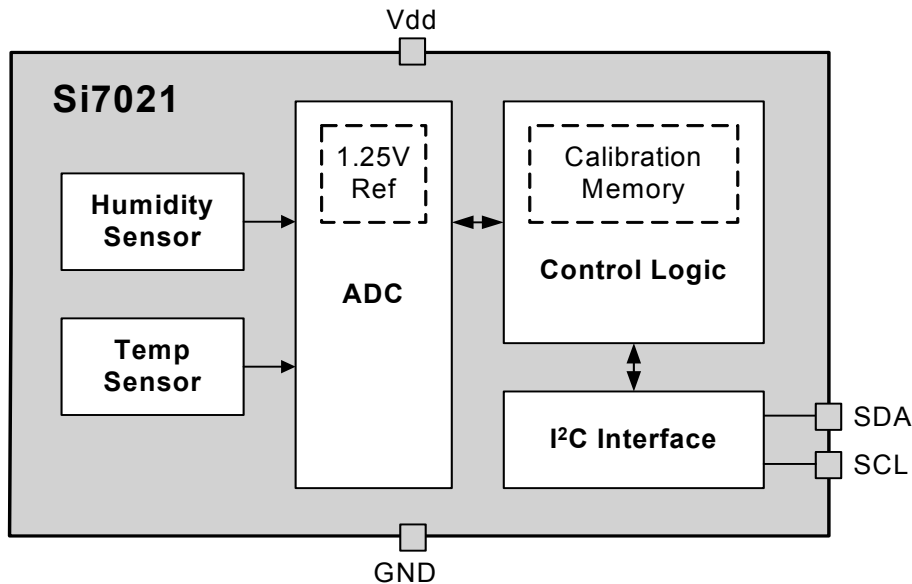 Vdd
Si7021
1.25V
Ref
Calibration
Memory
Humidity
Sensor
ADC
Control Logic
Temp
Sensor
I²C Interface
SDA
SCL
GND